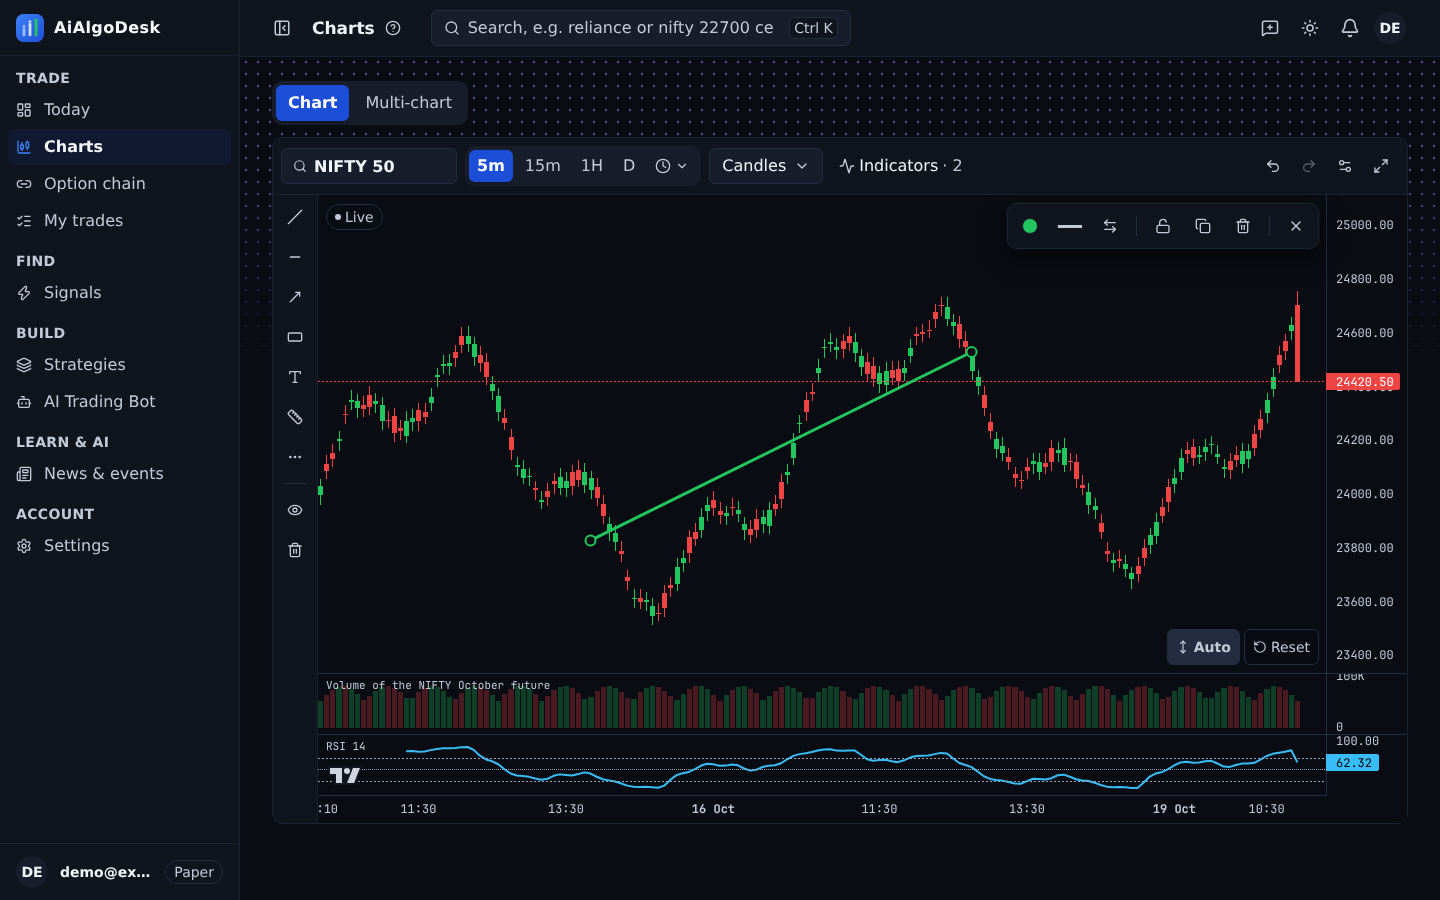 AiAlgoDesk
TRADE
Today
Charts
Option chain
My trades
FIND
Signals
BUILD
Strategies
AI Trading Bot
LEARN & AI
News & events
ACCOUNT
Settings
DE
demo@ex...
Paper
Charts
Search, e.g. reliance or nifty 22700 ce
Ctrl K
DE
Chart
Multi-chart
NIFTY 50
5m
15m
1H
D
Candles
Indicators · 2
Live
25000.00
24800.00
24600.00
24420.50
24200.00
24000.00
23800.00
23600.00
23400.00
Auto
Reset
Volume of the NIFTY October future
100K
0
RSI 14
100.00
62.32
:10
11:30
13:30
16 Oct
11:30
13:30
19 Oct
10:30